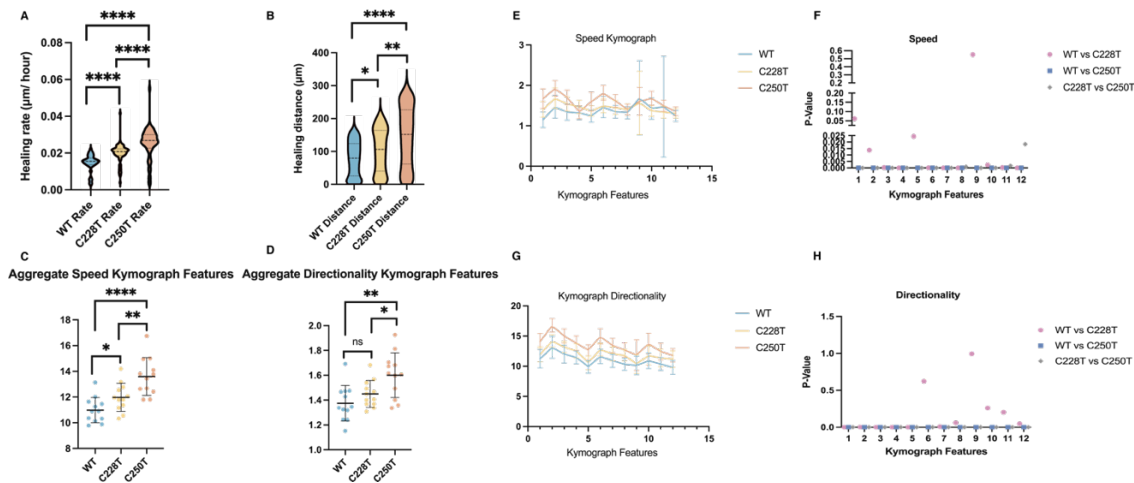 A
****
****
****
Healing rate (μm/ hour)
0.08
0.06
0.04
0.02
0.00
WT Rate
C228T Rate
C250T Rate
B
****
**
*
Healing distance (μm)
400
300
200
100
0
WT Distance
C228T Distance
C250T Distance
C
Aggregate Speed Kymograph Features
****
**
*
18
16
14
12
10
8
WT
C228T
C250T
D
Aggregate Directionality Kymograph Features
**
*
ns
2.0
1.8
1.6
1.4
1.2
1.0
WT
C228T
C250T
E
Speed Kymograph
3
2
1
0
0
5
10
15
Kymograph Features
WT
C228T
C250T
F
Speed
P-Value
0.6
0.5
0.4
0.3
0.2
0.15
0.10
0.05
0.025
0.020
0.015
0.010
0.005
0.000
1 2 3 4 5 6 7 8 9 10 11 12
Kymograph Features
WT vs C228T
WT vs C250T
C228T vs C250T
G
Kymograph Directionality
20
15
10
5
0
0
5
10
15
Kymograph Features
WT
C228T
C250T
H
Directionality
P-Value
1.5
1.0
0.5
0.0
1 2 3 4 5 6 7 8 9 10 11 12
Kymograph Features
WT vs C228T
WT vs C250T
C228T vs C250T